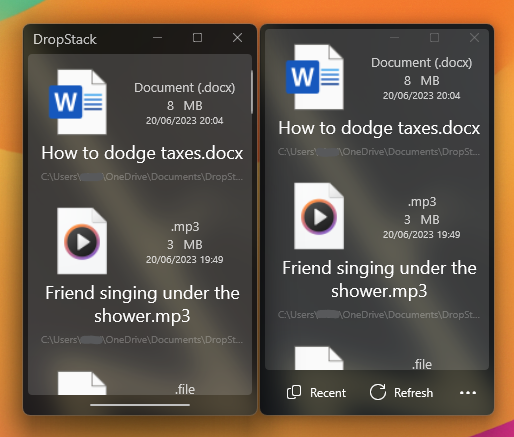 DropStack
W
Document (.docx)
8 MB
20/06/2023 20:04
How to dodge taxes.docx
C:\Users\ \OneDrive\Documents\DropSt...
.mp3
3 MB
20/06/2023 19:49
Friend singing under the
shower.mp3
C:\Users\ \OneDrive\Documents\DropSt...
.file
W
Document (.docx)
8 MB
20/06/2023 20:04
How to dodge taxes.docx
C:\Users\ \OneDrive\Documents\DropSt...
.mp3
3 MB
20/06/2023 19:49
Friend singing under the
shower.mp3
C:\Users\ \OneDrive\Documents\DropSt...
.file
Recent Refresh